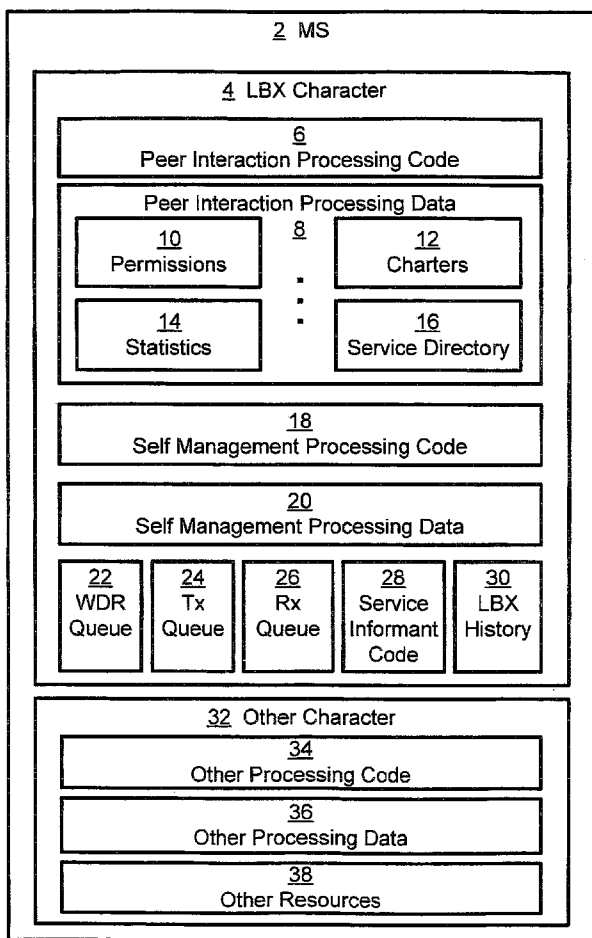 2 MS
4 LBX Character
6
Peer Interaction Processing Code
Peer Interaction Processing Data
8
10
Permissions
12
Charters
14
Statistics
16
Service Directory
18
Self Management Processing Code
20
Self Management Processing Data
22
WDR
Queue
24
Tx
Queue
26
Rx
Queue
28
Service
Informant
Code
30
LBX
History
32 Other Character
34
Other Processing Code
36
Other Processing Data
38
Other Resources